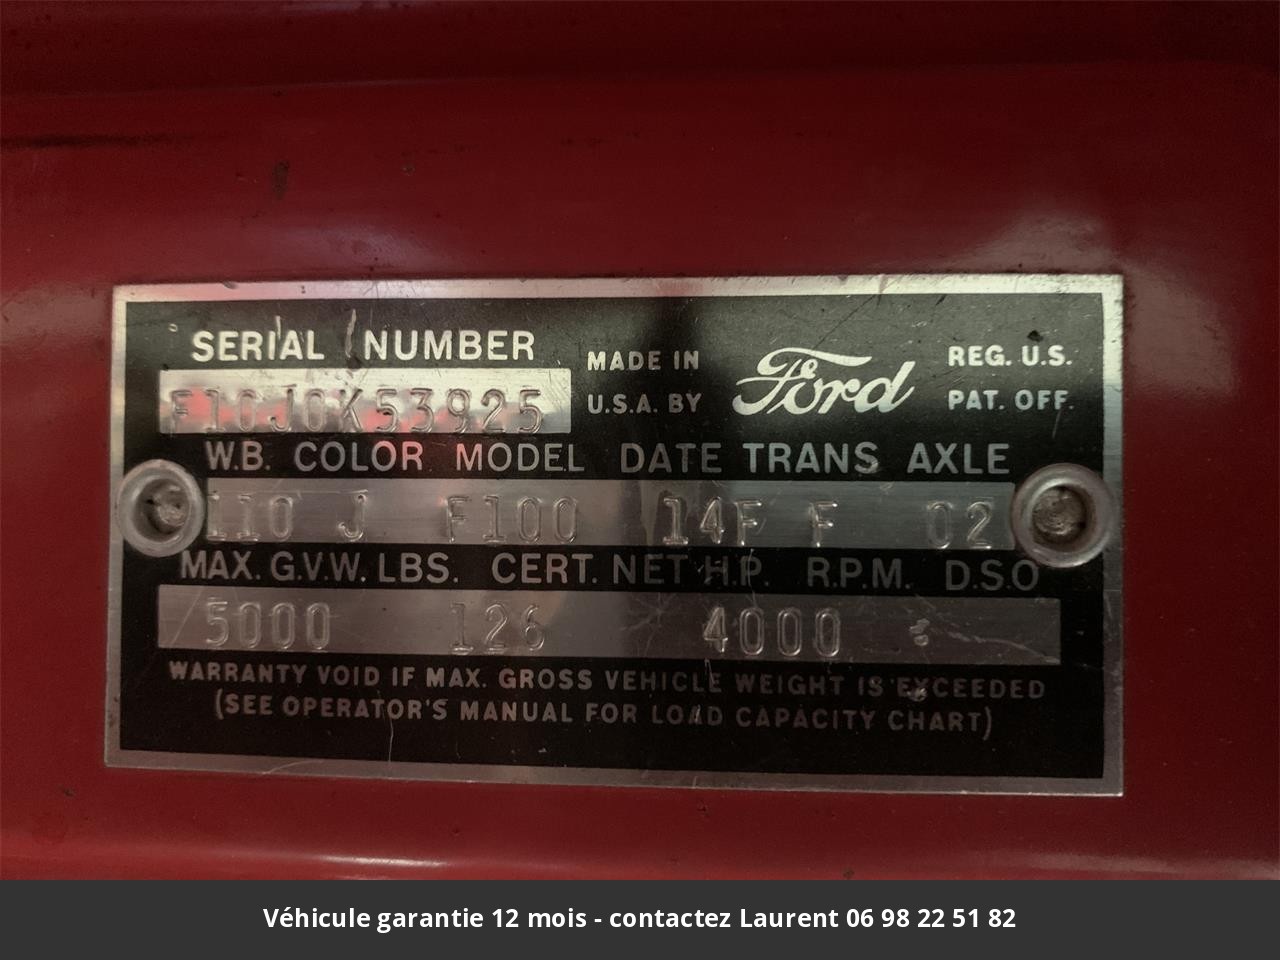 SERIAL NUMBER
MADE IN
U.S.A. BY
Ford
REG. U.S.
PAT. OFF.
F10J0K53925
W.B. COLOR MODEL DATE TRANS AXLE
110 J F100 14F F 02
MAX. G.V.W. LBS. CERT. NET H.P. R.P.M. D.S.O
5000 126 4000
WARRANTY VOID IF MAX. GROSS VEHICLE WEIGHT IS EXCEEDED
(SEE OPERATOR'S MANUAL FOR LOAD CAPACITY CHART)
Véhicule garantie 12 mois - contactez Laurent 06 98 22 51 82